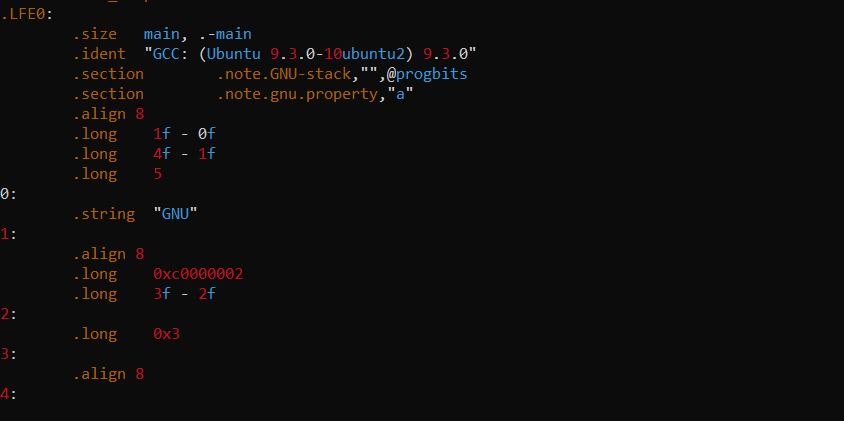 .LFE0:
.size main, .-main
.ident "GCC: (Ubuntu 9.3.0-10ubuntu2) 9.3.0"
.section .note.GNU-stack,"",@progbits
.section .note.gnu.property,"a"
.align 8
.long 1f - 0f
.long 4f - 1f
.long 5
0:
.string "GNU"
1:
.align 8
.long 0xc0000002
.long 3f - 2f
2:
.long 0x3
3:
.align 8
4: